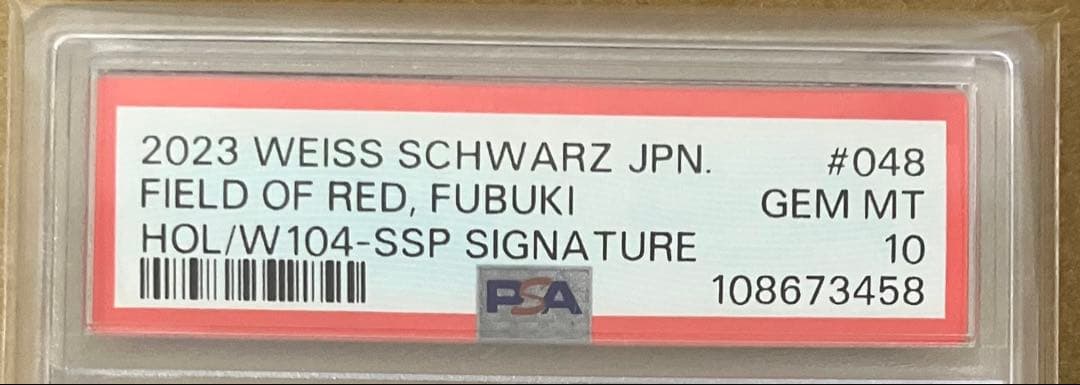 2023 WEISS SCHWARZ JPN. #048
FIELD OF RED, FUBUKI GEM MT
HOL/W104-SSP SIGNATURE 10
PSA 108673458